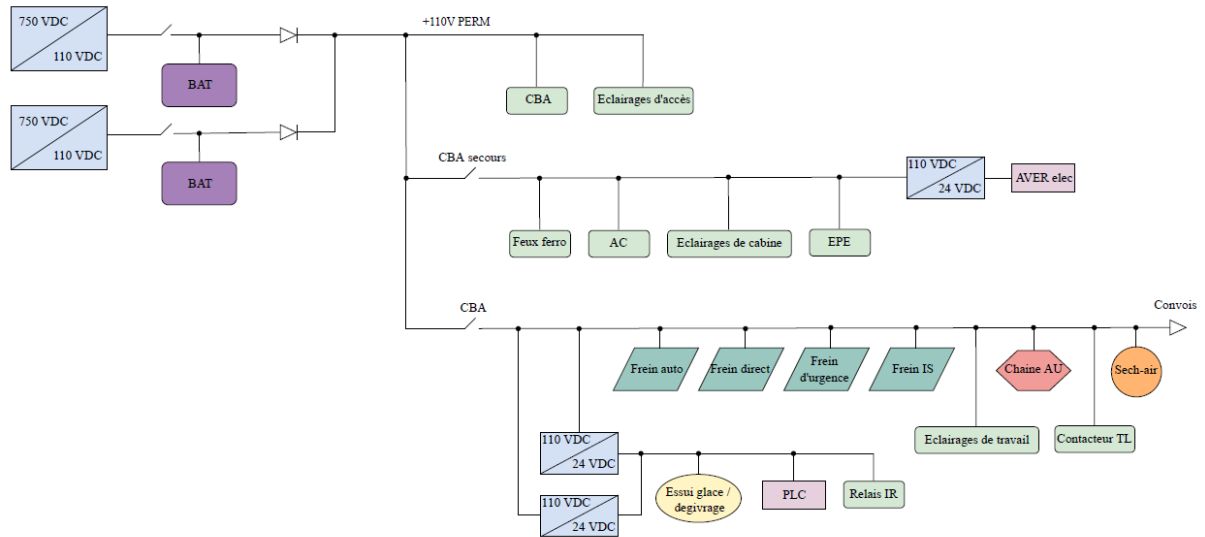 750 VDC
110 VDC
BAT
+110V PERM
CBA
Eclairages d'accès
750 VDC
110 VDC
BAT
CBA secours
110 VDC
24 VDC
AVER elec
Feux ferro
AC
Eclairages de cabine
EPE
CBA
Convois
Frein auto
Frein direct
Frein
d'urgence
Frein IS
Chaine AU
Sech-air
Eclairages de travail
Contacteur TL
110 VDC
24 VDC
Essui glace /
degivrage
PLC
Relais IR
110 VDC
24 VDC